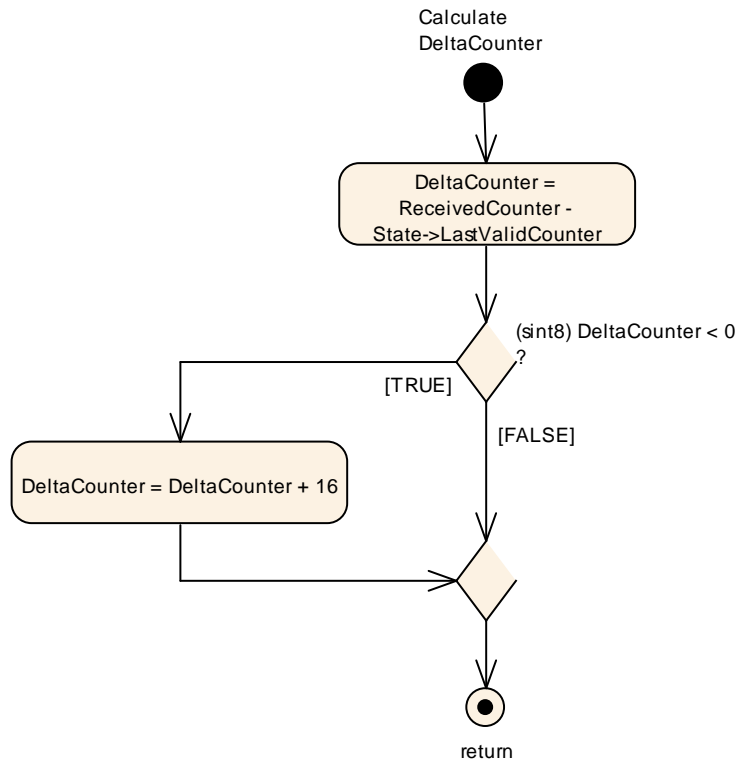 Calculate
DeltaCounter
DeltaCounter =
ReceivedCounter -
State->LastValidCounter
(sint8) DeltaCounter < 0
?
[TRUE]
[FALSE]
DeltaCounter = DeltaCounter + 16
return